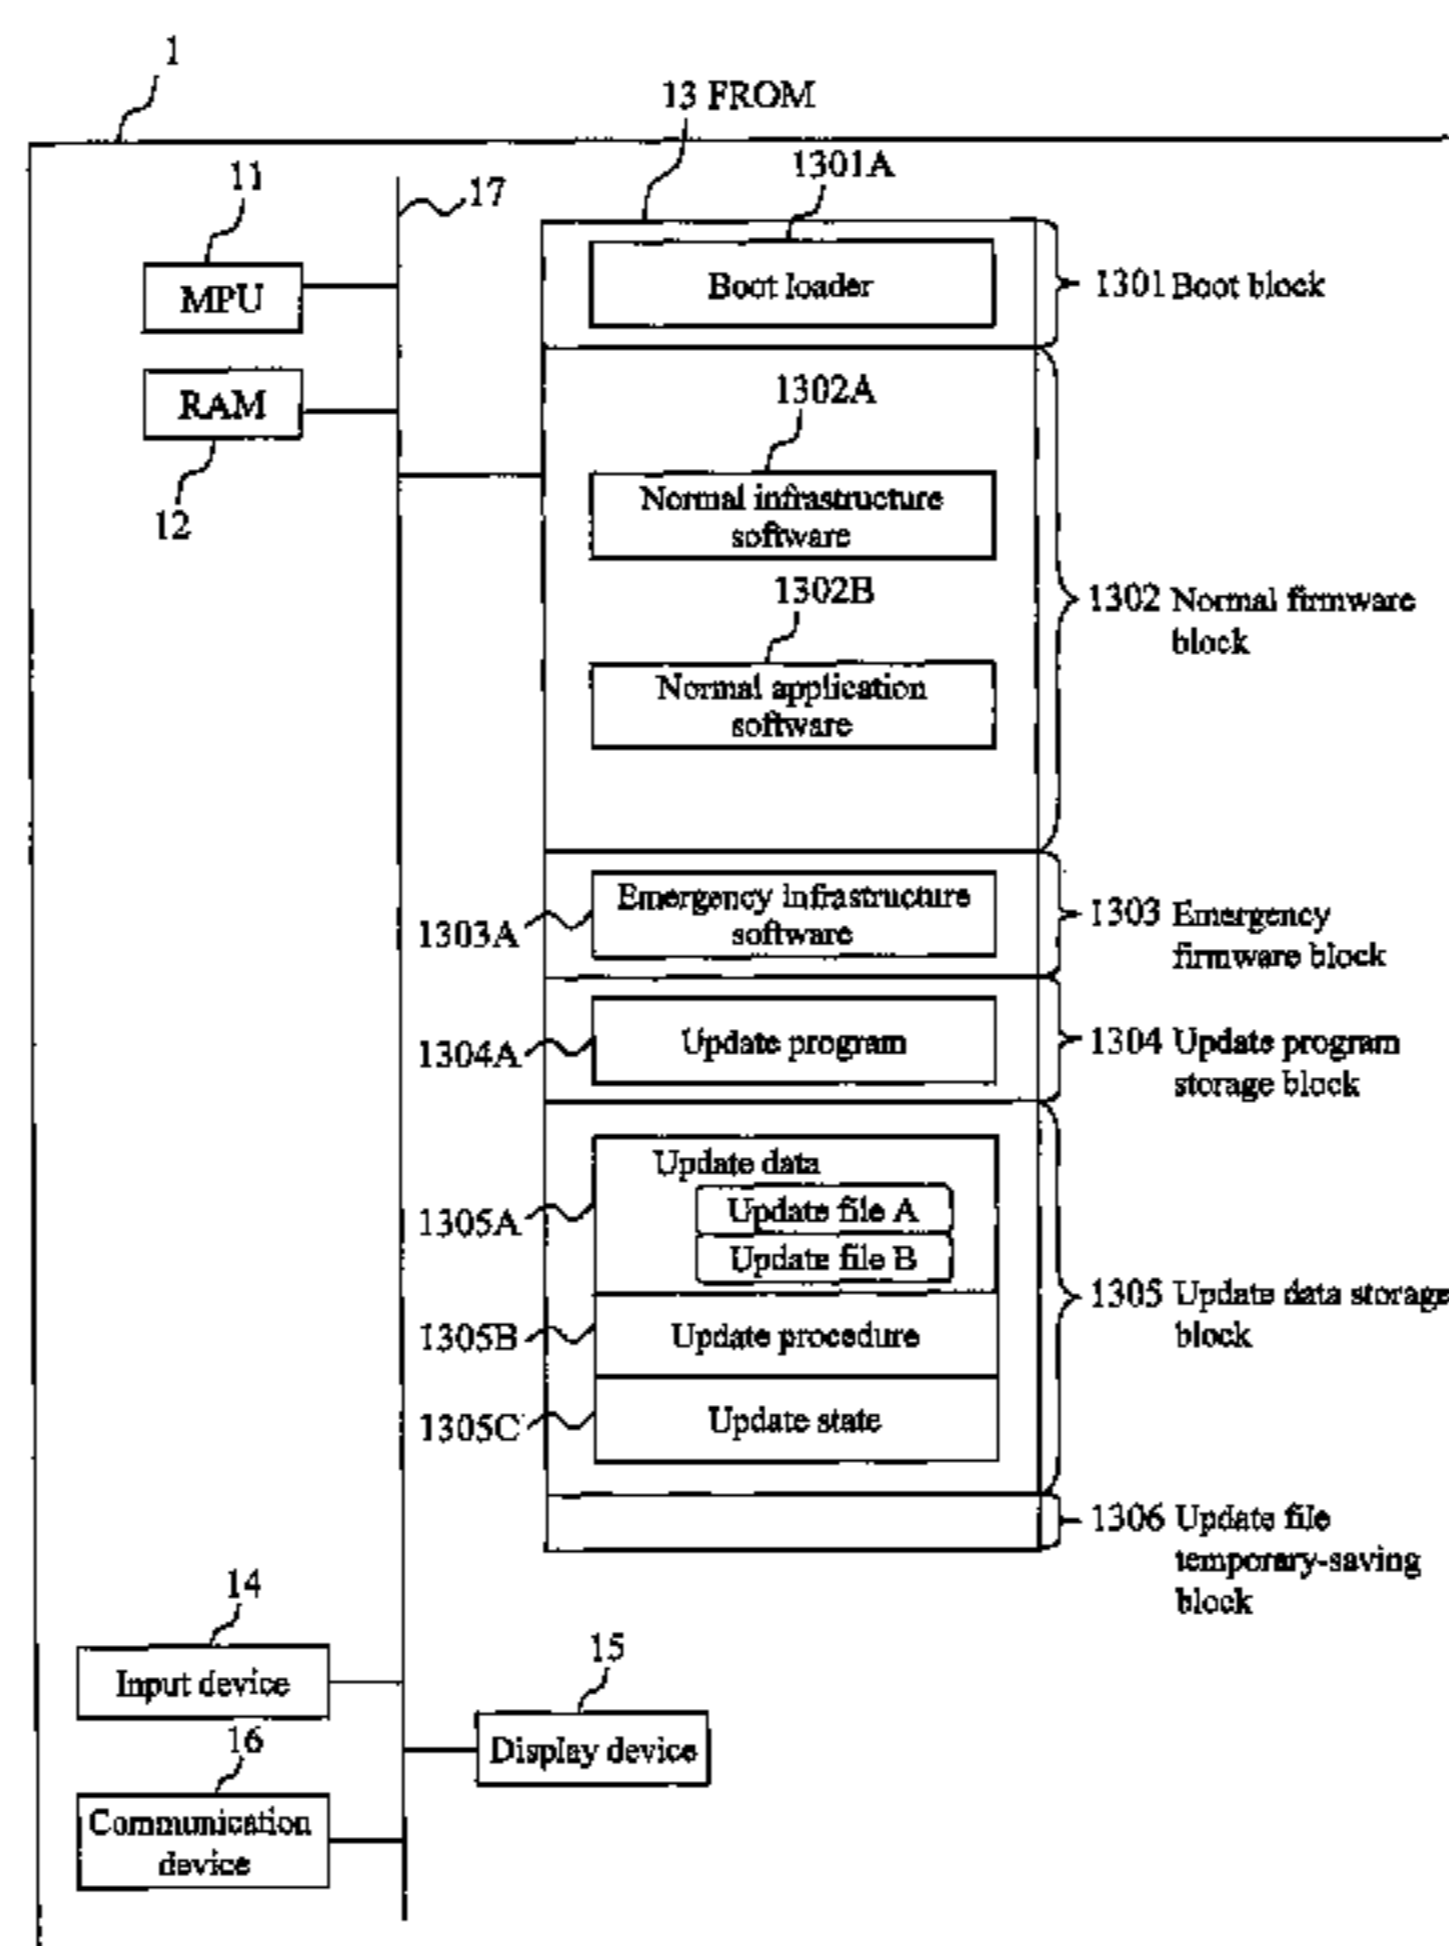 1
13 FROM
11
17
1301A
MPU
Boot loader
1301 Boot block
RAM
12
1302A
Normal infrastructure
software
1302B
1302 Normal firmware
block
Normal application
software
Emergency infrastructure
software
1303A
1303 Emergency
firmware block
Update program
1304A
1304 Update program
storage block
Update data
Update file A
1305A
Update file B
1305 Update data storage
block
Update procedure
1305B
Update state
1305C
1306 Update file
temporary-saving
block
14
Input device
15
Display device
16
Communication
device